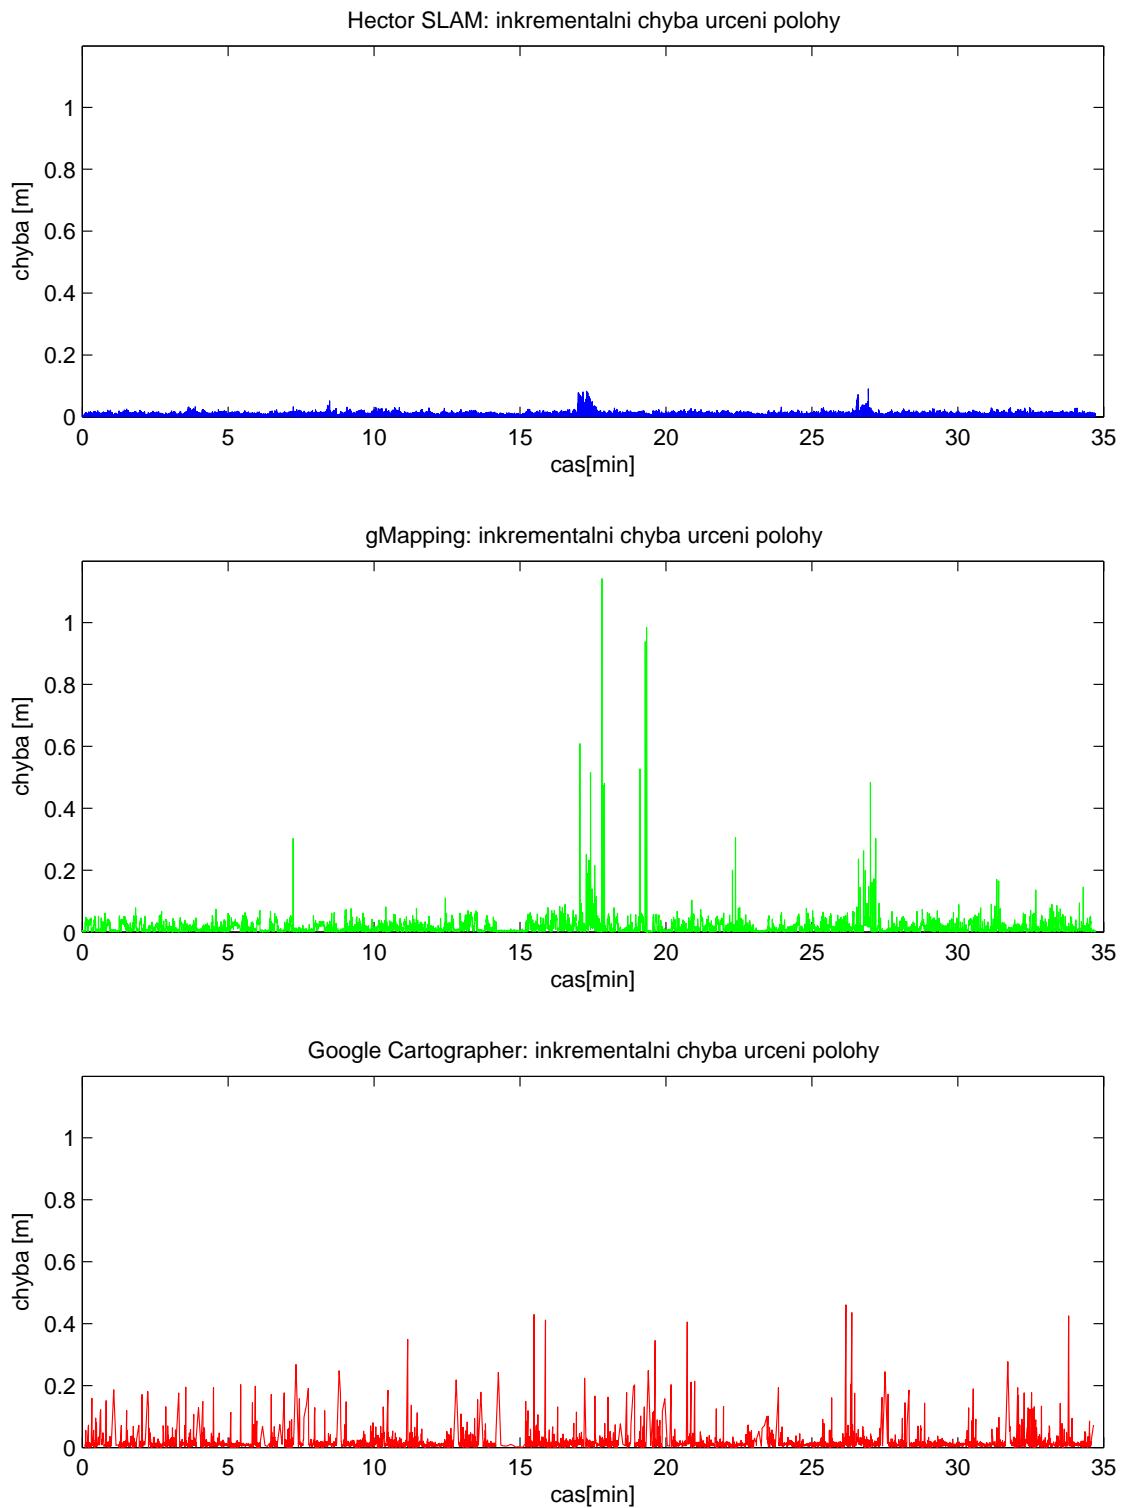 Hector SLAM: inkrementalni chyba urceni polohy
1
0.8
0.6
0.4
0.2
0
chyba [m]
0 5 10 15 20 25 30 35
cas[min]
gMapping: inkrementalni chyba urceni polohy
1
0.8
0.6
0.4
0.2
0
chyba [m]
0 5 10 15 20 25 30 35
cas[min]
Google Cartographer: inkrementalni chyba urceni polohy
1
0.8
0.6
0.4
0.2
0
chyba [m]
0 5 10 15 20 25 30 35
cas[min]